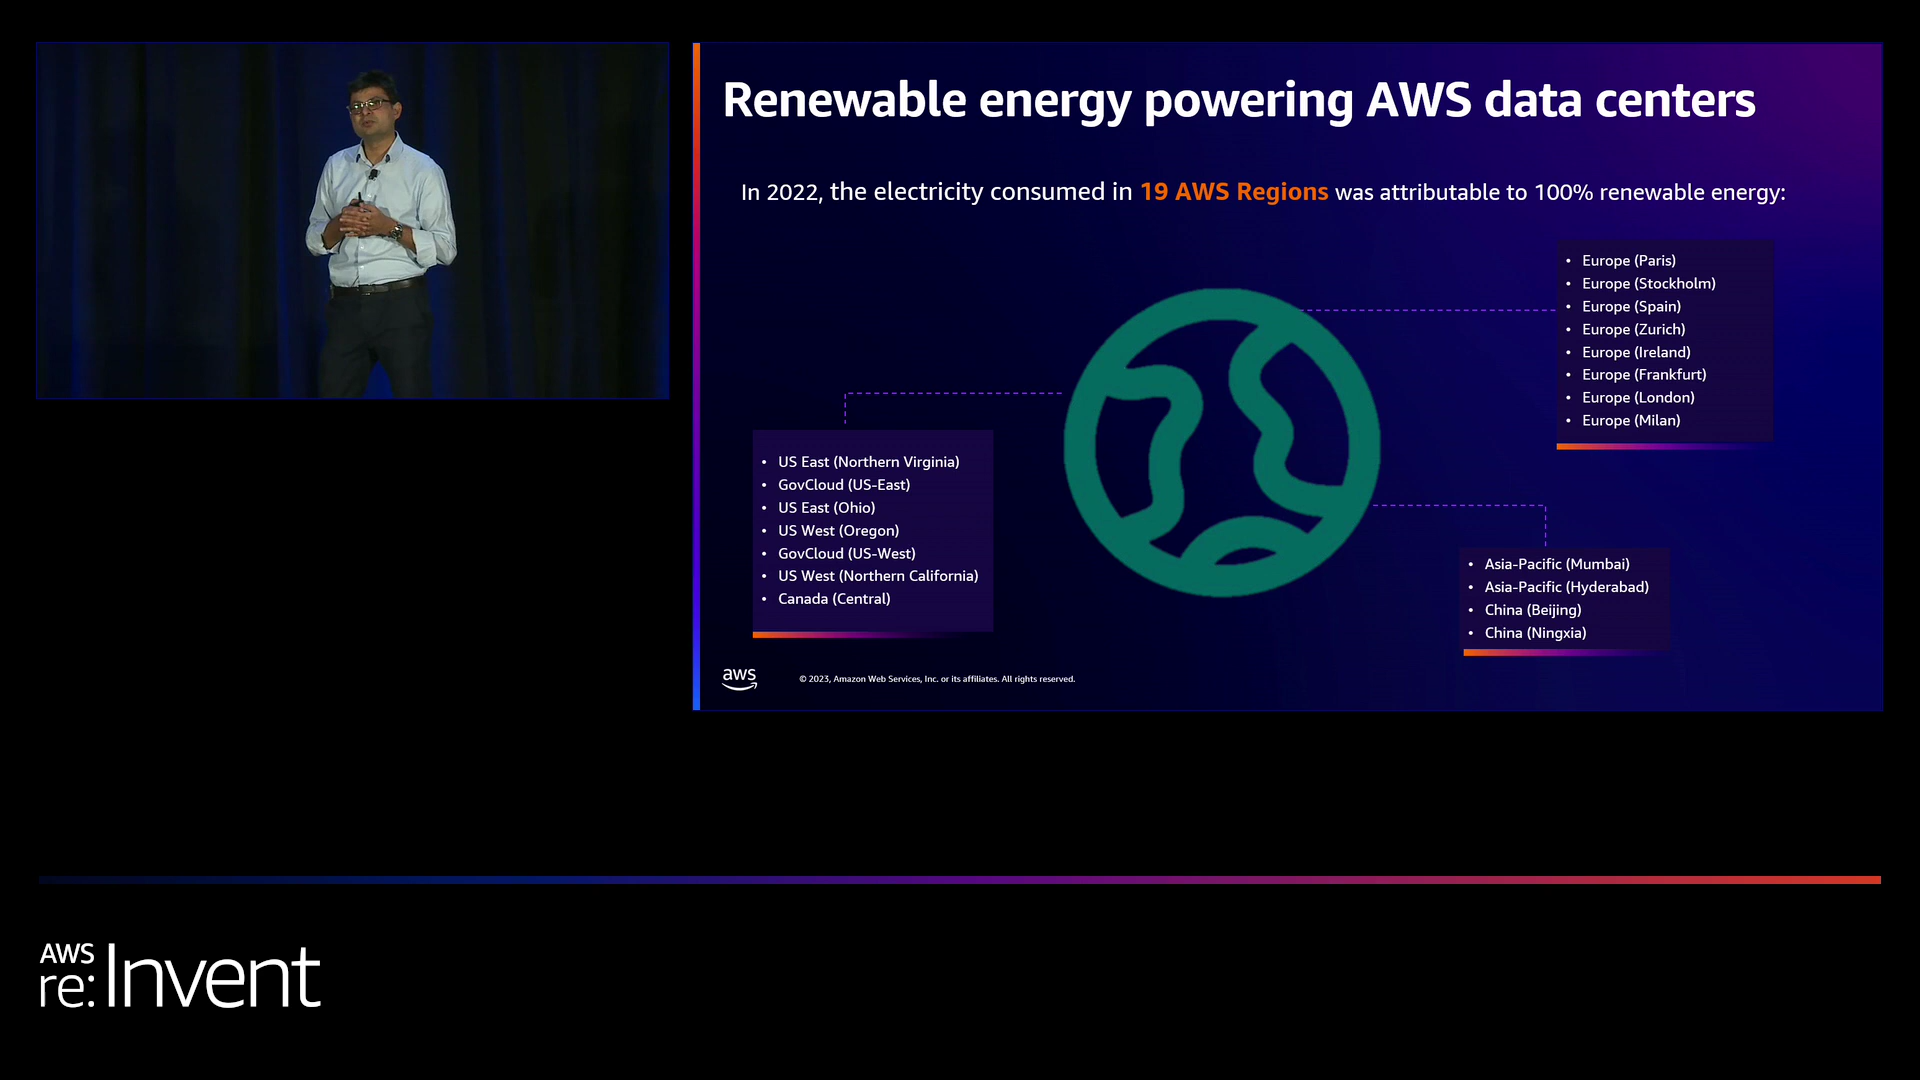 Renewable energy powering AWS data centers
In 2022, the electricity consumed in 19 AWS Regions was attributable to 100% renewable energy:
• Europe (Paris)
• Europe (Stockholm)
• Europe (Spain)
• Europe (Zurich)
• Europe (Ireland)
• Europe (Frankfurt)
• Europe (London)
• Europe (Milan)
• US East (Northern Virginia)
• GovCloud (US-East)
• US East (Ohio)
• US West (Oregon)
• GovCloud (US-West)
• US West (Northern California)
• Canada (Central)
• Asia-Pacific (Mumbai)
• Asia-Pacific (Hyderabad)
• China (Beijing)
• China (Ningxia)
aws
© 2023, Amazon Web Services, Inc. or its affiliates. All rights reserved.
AWS
re:Invent